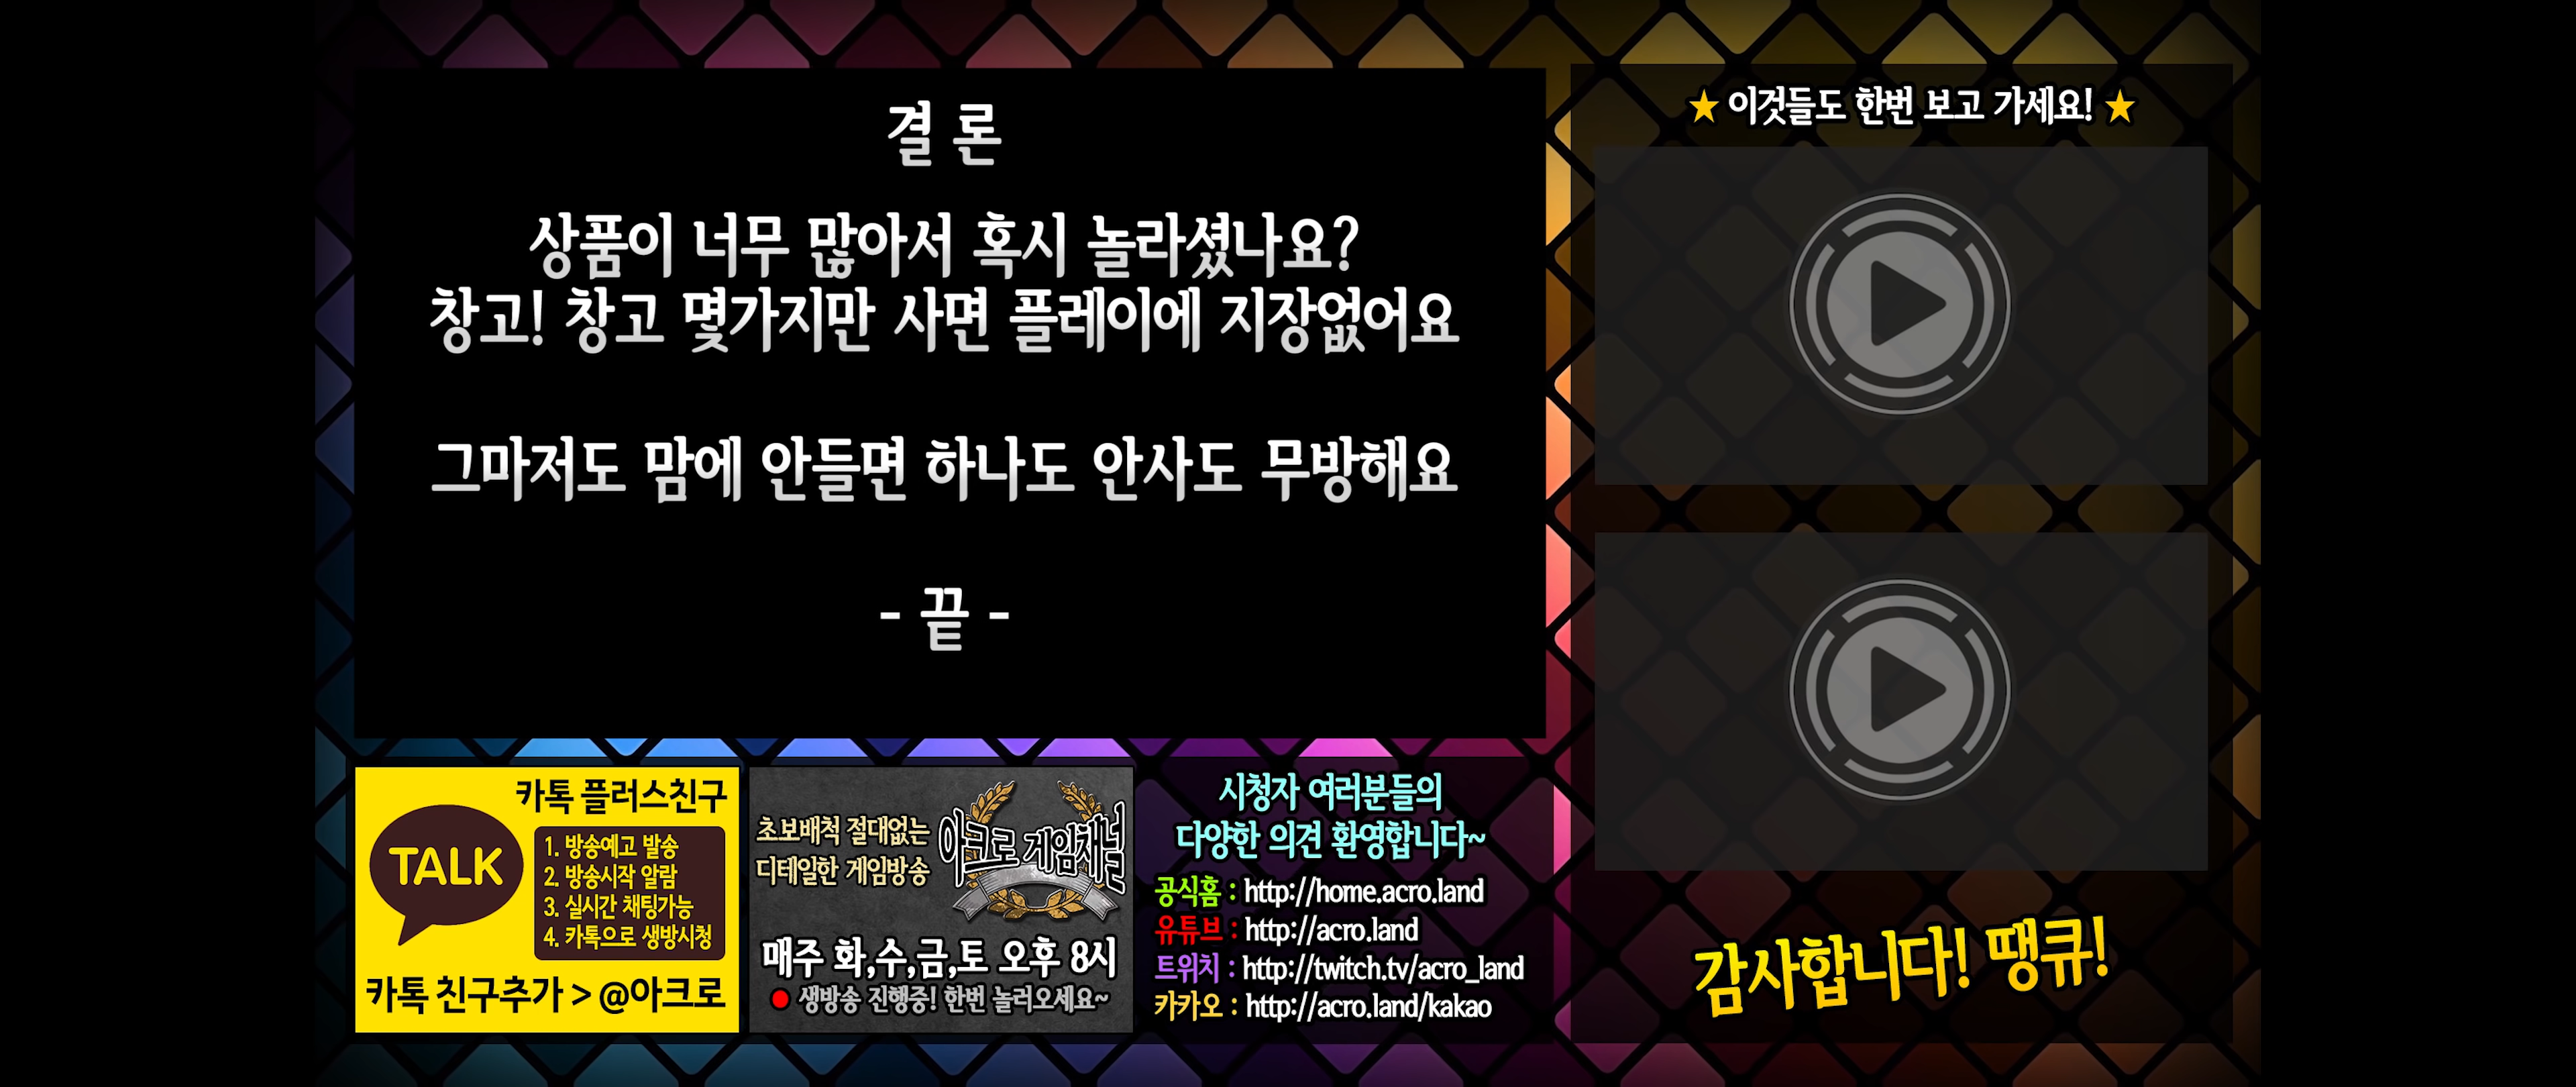 결 론
상품이 너무 많아서 혹시 놀라셨나요?
창고! 창고 몇가지만 사면 플레이에 지장없어요
그마저도 맘에 안들면 하나도 안사도 무방해요
- 끝 -
★ 이것들도 한번 보고 가세요! ★
카톡 플러스친구
TALK
1. 방송예고 발송
2. 방송시작 알람
3. 실시간 채팅가능
4. 카톡으로 생방시청
카톡 친구추가 > @아크로
초보배척 절대없는
디테일한 게임방송
아크로 게임채널
매주 화,수,금,토 오후 8시
생방송 진행중! 한번 놀러오세요~
시청자 여러분들의
다양한 의견 환영합니다~
공식홈 : http://home.acro.land
유튜브 : http://acro.land
트위치 : http://twitch.tv/acro_land
카카오 : http://acro.land/kakao
감사합니다! 땡큐!